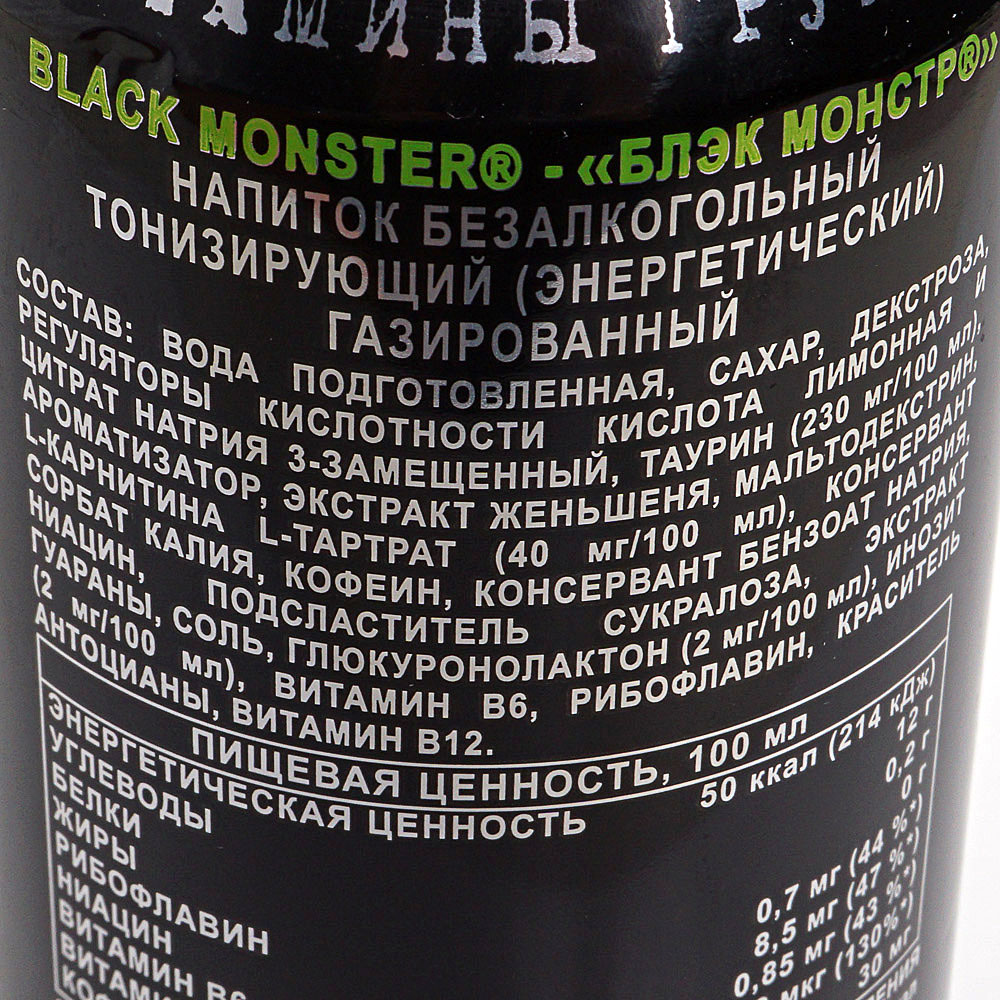 BLACK MONSTER® - «БЛЭК МОНСТР®»
НАПИТОК БЕЗАЛКОГОЛЬНЫЙ
ТОНИЗИРУЮЩИЙ (ЭНЕРГЕТИЧЕСКИЙ)
ГАЗИРОВАННЫЙ
СОСТАВ: ВОДА ПОДГОТОВЛЕННАЯ, САХАР, ДЕКСТРОЗА,
РЕГУЛЯТОРЫ КИСЛОТНОСТИ КИСЛОТА ЛИМОННАЯ И
ЦИТРАТ НАТРИЯ 3-ЗАМЕЩЕННЫЙ, ТАУРИН (230 мг/100 мл),
АРОМАТИЗАТОР, ЭКСТРАКТ ЖЕНЬШЕНЯ, МАЛЬТОДЕКСТРИН,
L-КАРНИТИНА L-ТАРТРАТ (40 мг/100 мл), КОНСЕРВАНТ
СОРБАТ КАЛИЯ, КОФЕИН, КОНСЕРВАНТ БЕНЗОАТ НАТРИЯ,
НИАЦИН, ПОДСЛАСТИТЕЛЬ СУКРАЛОЗА, ЭКСТРАКТ
ГУАРАНЫ, СОЛЬ, ГЛЮКУРОНОЛАКТОН (2 мг/100 мл), ИНОЗИТ
(2 мг/100 мл), ВИТАМИН B6, РИБОФЛАВИН, КРАСИТЕЛЬ
АНТОЦИАНЫ, ВИТАМИН B12.
ПИЩЕВАЯ ЦЕННОСТЬ, 100 мл
ЭНЕРГЕТИЧЕСКАЯ ЦЕННОСТЬ 50 ккал (214 кДж)
УГЛЕВОДЫ 12 г
БЕЛКИ 0,2 г
ЖИРЫ 0 г
РИБОФЛАВИН 0,7 мг (44 %*)
НИАЦИН 8,5 мг (47 %*)
ВИТАМИН B6 0,85 мг (43 %*)
мкг (130%*)
30 мг